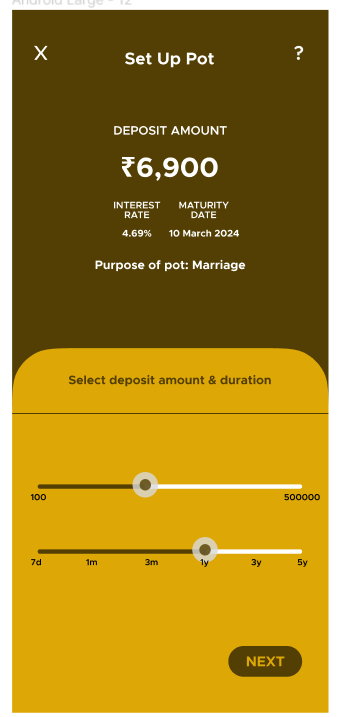 Android Large - 12
X
Set Up Pot
?
DEPOSIT AMOUNT
₹6,900
INTEREST RATE
MATURITY DATE
4.69%
10 March 2024
Purpose of pot: Marriage
Select deposit amount & duration
100
500000
7d
1m
3m
1y
3y
5y
NEXT